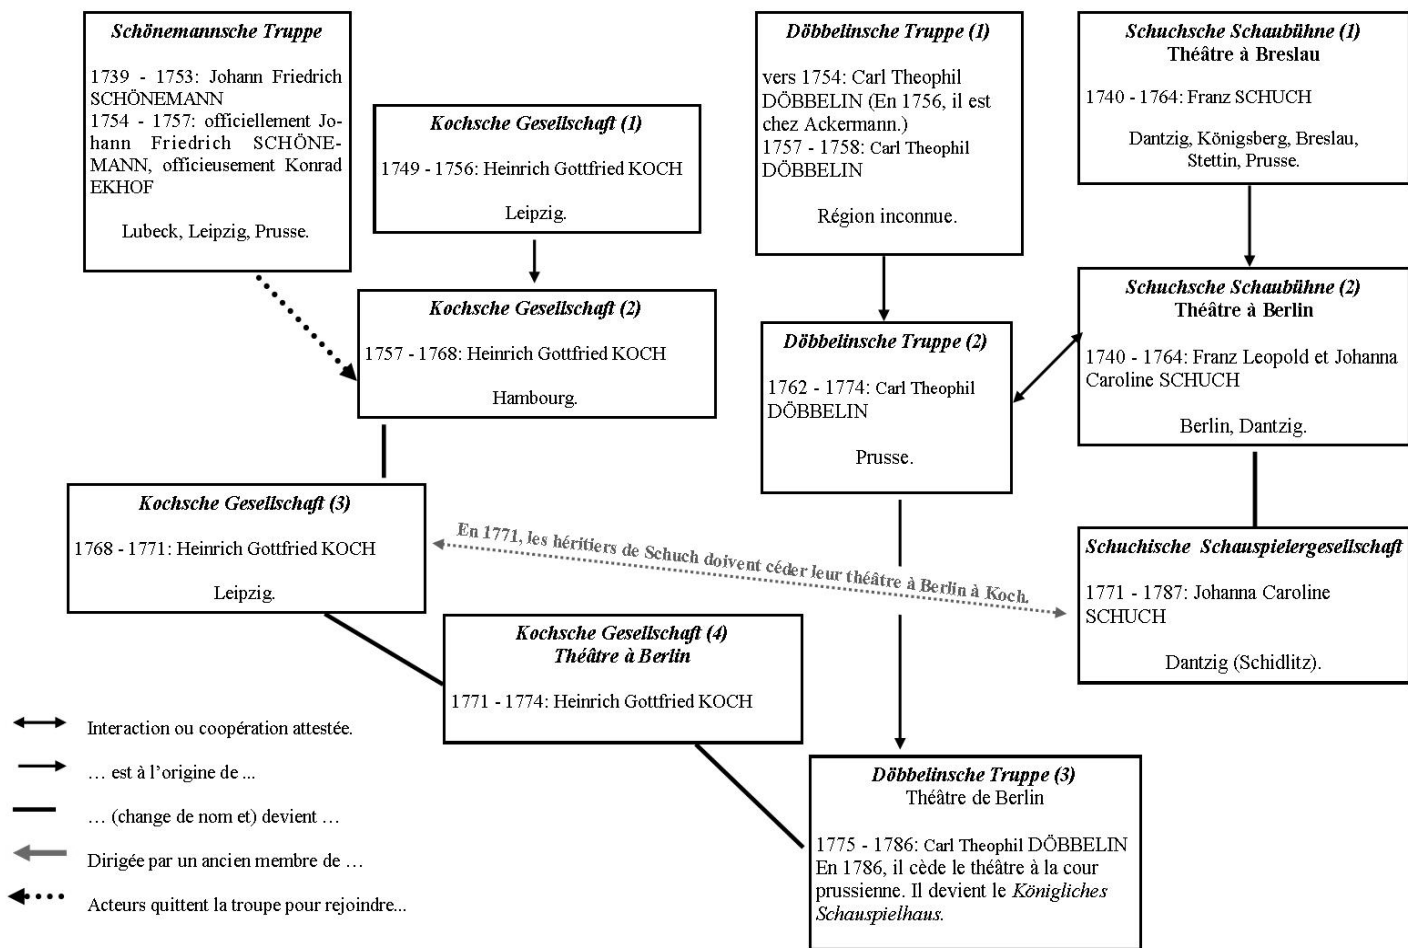 Schönemannsche Truppe
1739 - 1753: Johann Friedrich
SCHÖNEMANN
1754 - 1757: officiellement Jo-
hann Friedrich SCHÖNE-
MANN, officieusement Konrad
EKHOF
Lubeck, Leipzig, Prusse.
Kochsche Gesellschaft (1)
1749 - 1756: Heinrich Gottfried KOCH
Leipzig.
Döbbelinsche Truppe (1)
vers 1754: Carl Theophil
DÖBBELIN (En 1756, il est
chez Ackermann.)
1757 - 1758: Carl Theophil
DÖBBELIN
Région inconnue.
Schuchsche Schaubühne (1)
Théâtre à Breslau
1740 - 1764: Franz SCHUCH
Dantzig, Königsberg, Breslau,
Stettin, Prusse.
Kochsche Gesellschaft (2)
1757 - 1768: Heinrich Gottfried KOCH
Hambourg.
Döbbelinsche Truppe (2)
1762 - 1774: Carl Theophil
DÖBBELIN
Prusse.
Schuchsche Schaubühne (2)
Théâtre à Berlin
1740 - 1764: Franz Leopold et Johanna
Caroline SCHUCH
Berlin, Dantzig.
Kochsche Gesellschaft (3)
1768 - 1771: Heinrich Gottfried KOCH
Leipzig.
En 1771, les héritiers de Schuch doivent céder leur théâtre à Berlin à Koch.
Schuchische Schauspielergesellschaft
1771 - 1787: Johanna Caroline
SCHUCH
Dantzig (Schidlitz).
Kochsche Gesellschaft (4)
Théâtre à Berlin
1771 - 1774: Heinrich Gottfried KOCH
Döbbelinsche Truppe (3)
Théâtre de Berlin
1775 - 1786: Carl Theophil DÖBBELIN
En 1786, il cède le théâtre à la cour
prussienne. Il devient le Königliches
Schauspielhaus.
Interaction ou coopération attestée.
… est à l'origine de ...
… (change de nom et) devient …
Dirigée par un ancien membre de …
Acteurs quittent la troupe pour rejoindre...